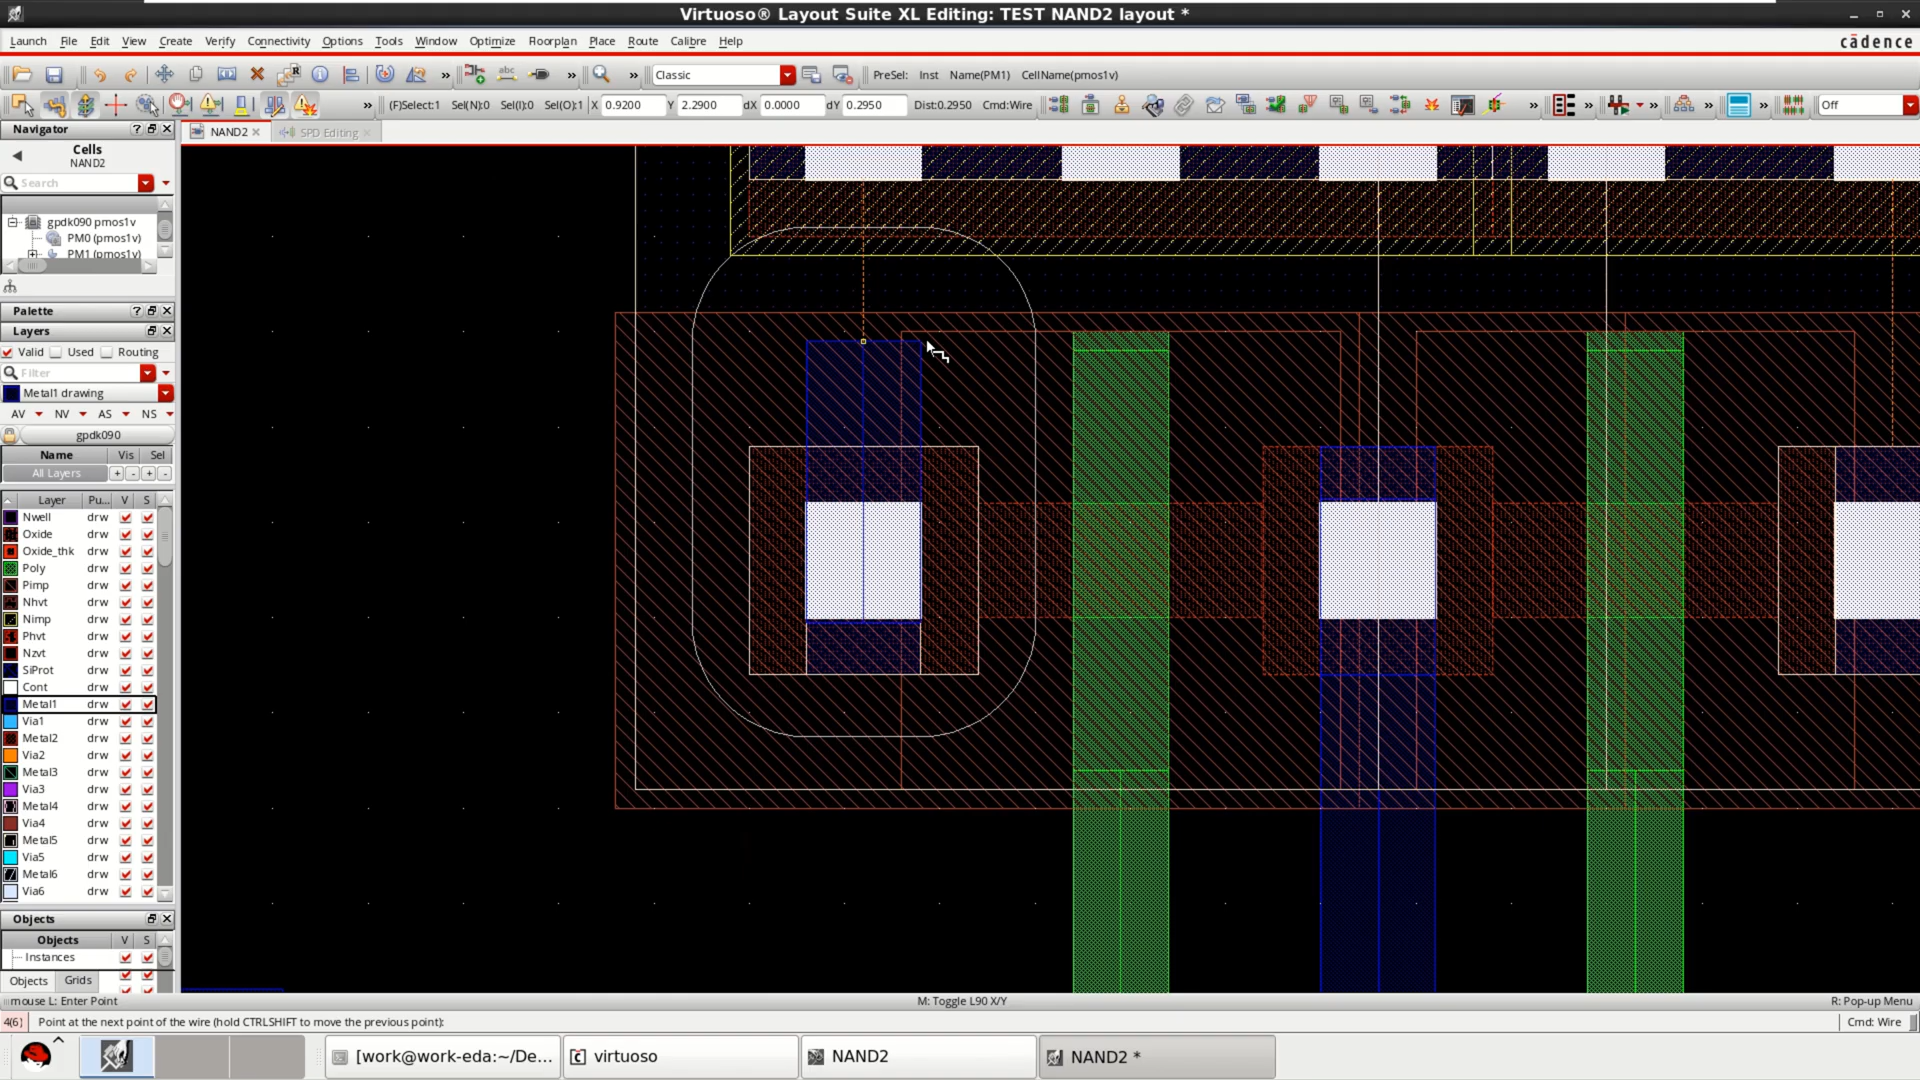 Virtuoso® Layout Suite XL Editing: TEST NAND2 layout *
Launch File Edit View Create Verify Connectivity Options Tools Window Optimize Floorplan Place Route Calibre Help
cādence
Classic
PreSel: Inst Name(PM1) CellName(pmos1v)
(F)Select:1 Sel(N):0 Sel(I):0 Sel(O):1 X 0.9200 Y 2.2900 dX 0.0000 dY 0.2950 Dist:0.2950 Cmd:Wire
Off
Navigator
NAND2
SPD Editing
Cells
NAND2
Search
gpdk090 pmos1v
PM0 (pmos1v)
PM1 (pmos1v)
Palette
Layers
Valid Used Routing
Filter
Metal1 drawing
AV NV AS NS
gpdk090
Name Vis Sel
All Layers + - + -
Layer Pu... V S
Nwell drw
Oxide drw
Oxide_thk drw
Poly drw
Pimp drw
Nhvt drw
Nimp drw
Phvt drw
Nzvt drw
SiProt drw
Cont drw
Metal1 drw
Via1 drw
Metal2 drw
Via2 drw
Metal3 drw
Via3 drw
Metal4 drw
Via4 drw
Metal5 drw
Via5 drw
Metal6 drw
Via6 drw
Objects
Objects V S
Instances
Objects Grids
mouse L: Enter Point
M: Toggle L90 X/Y
R: Pop-up Menu
4(6) Point at the next point of the wire (hold CTRLSHIFT to move the previous point):
Cmd: Wire
[work@work-eda:~/De...
virtuoso
NAND2
NAND2 *